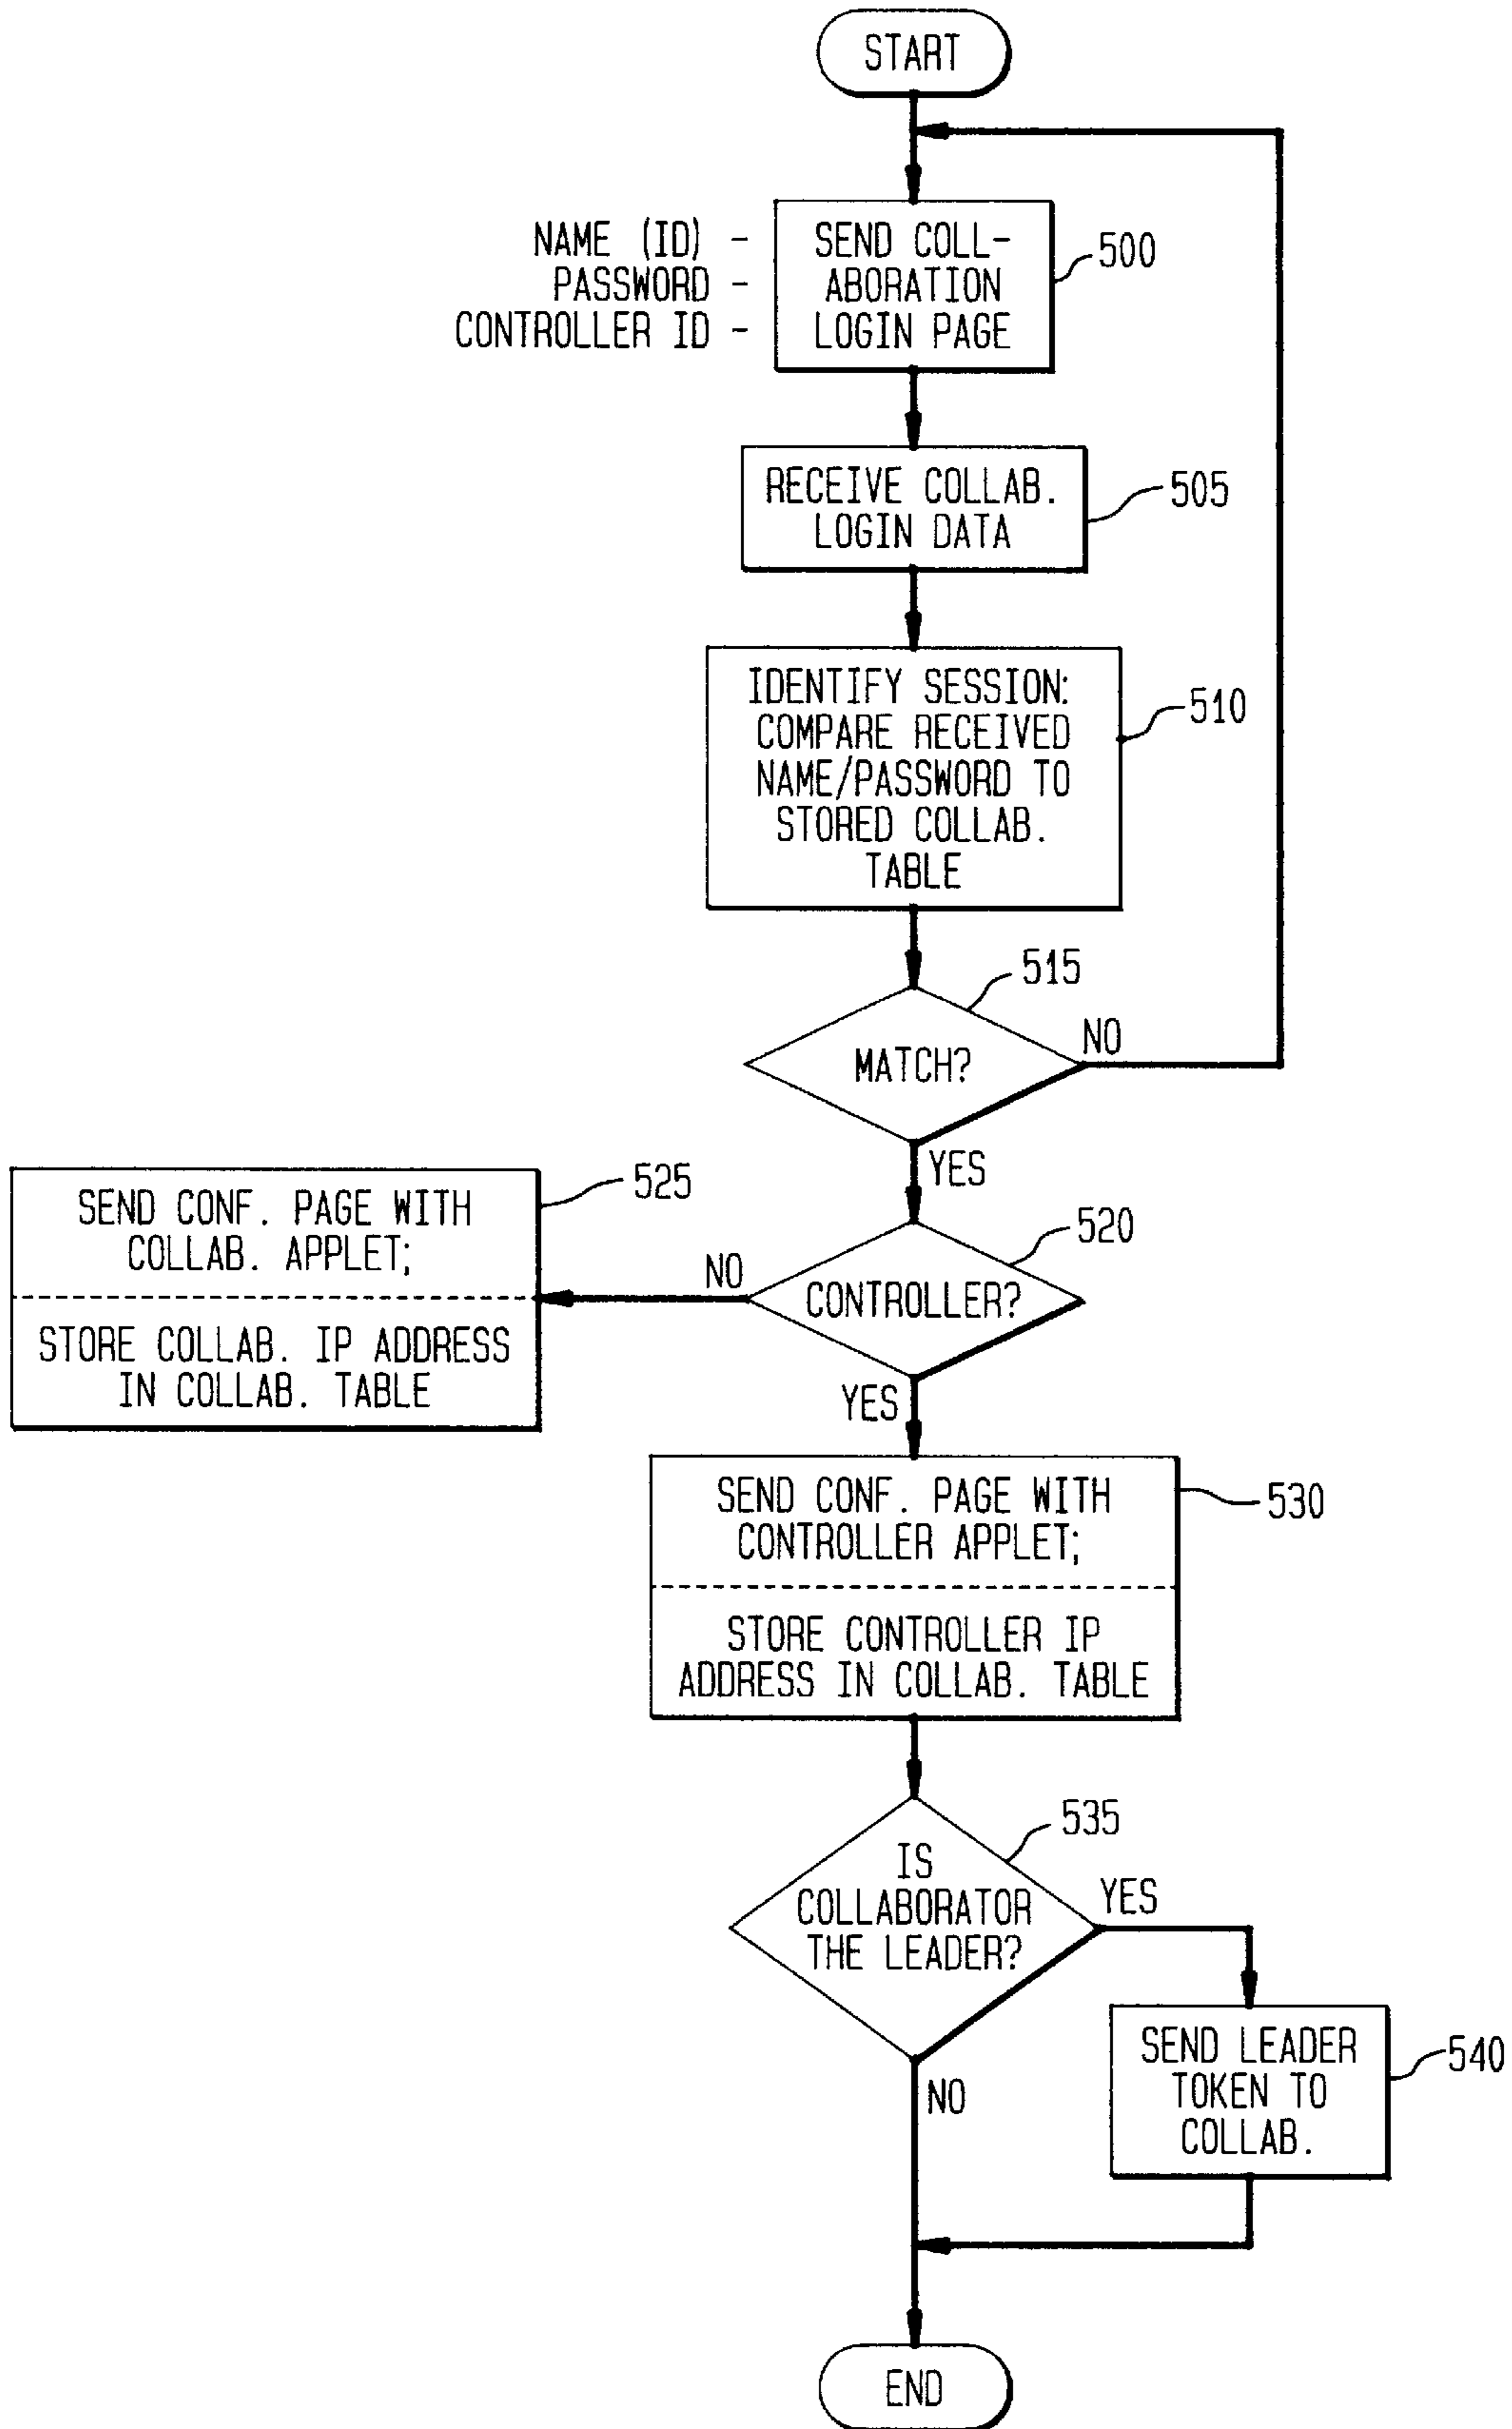 START
NAME (ID) -
PASSWORD -
CONTROLLER ID -
SEND COLL-
ABORATION
LOGIN PAGE
500
RECEIVE COLLAB.
LOGIN DATA
505
IDENTIFY SESSION:
COMPARE RECEIVED
NAME/PASSWORD TO
STORED COLLAB.
TABLE
510
515
MATCH?
NO
YES
525
SEND CONF. PAGE WITH
COLLAB. APPLET;
STORE COLLAB. IP ADDRESS
IN COLLAB. TABLE
520
NO
CONTROLLER?
YES
SEND CONF. PAGE WITH
CONTROLLER APPLET;
STORE CONTROLLER IP
ADDRESS IN COLLAB. TABLE
530
535
IS
COLLABORATOR
THE LEADER?
YES
NO
SEND LEADER
TOKEN TO
COLLAB.
540
END